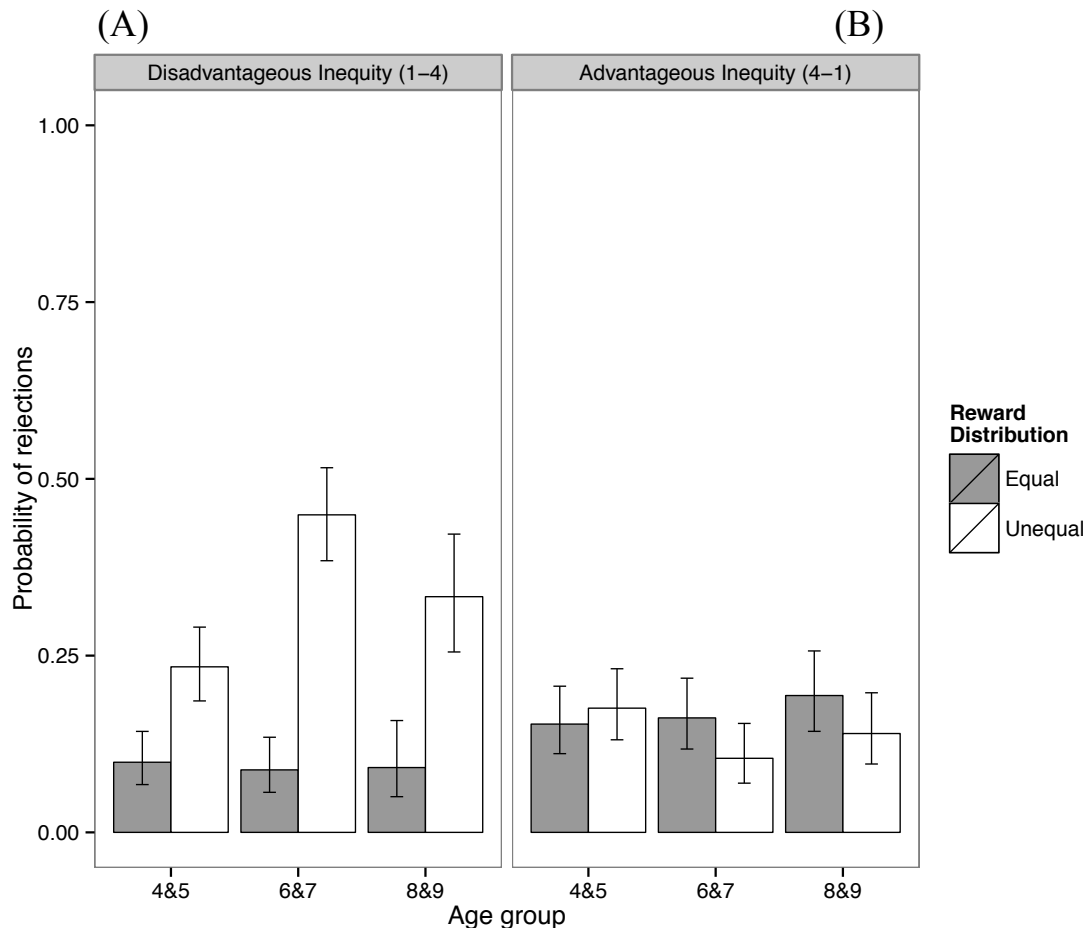 (A)
(B)
Disadvantageous Inequity (1−4)
Advantageous Inequity (4−1)
1.00
0.75
0.50
0.25
0.00
Probability of rejections
4&5
6&7
8&9
4&5
6&7
8&9
Age group
Reward
Distribution
Equal
Unequal